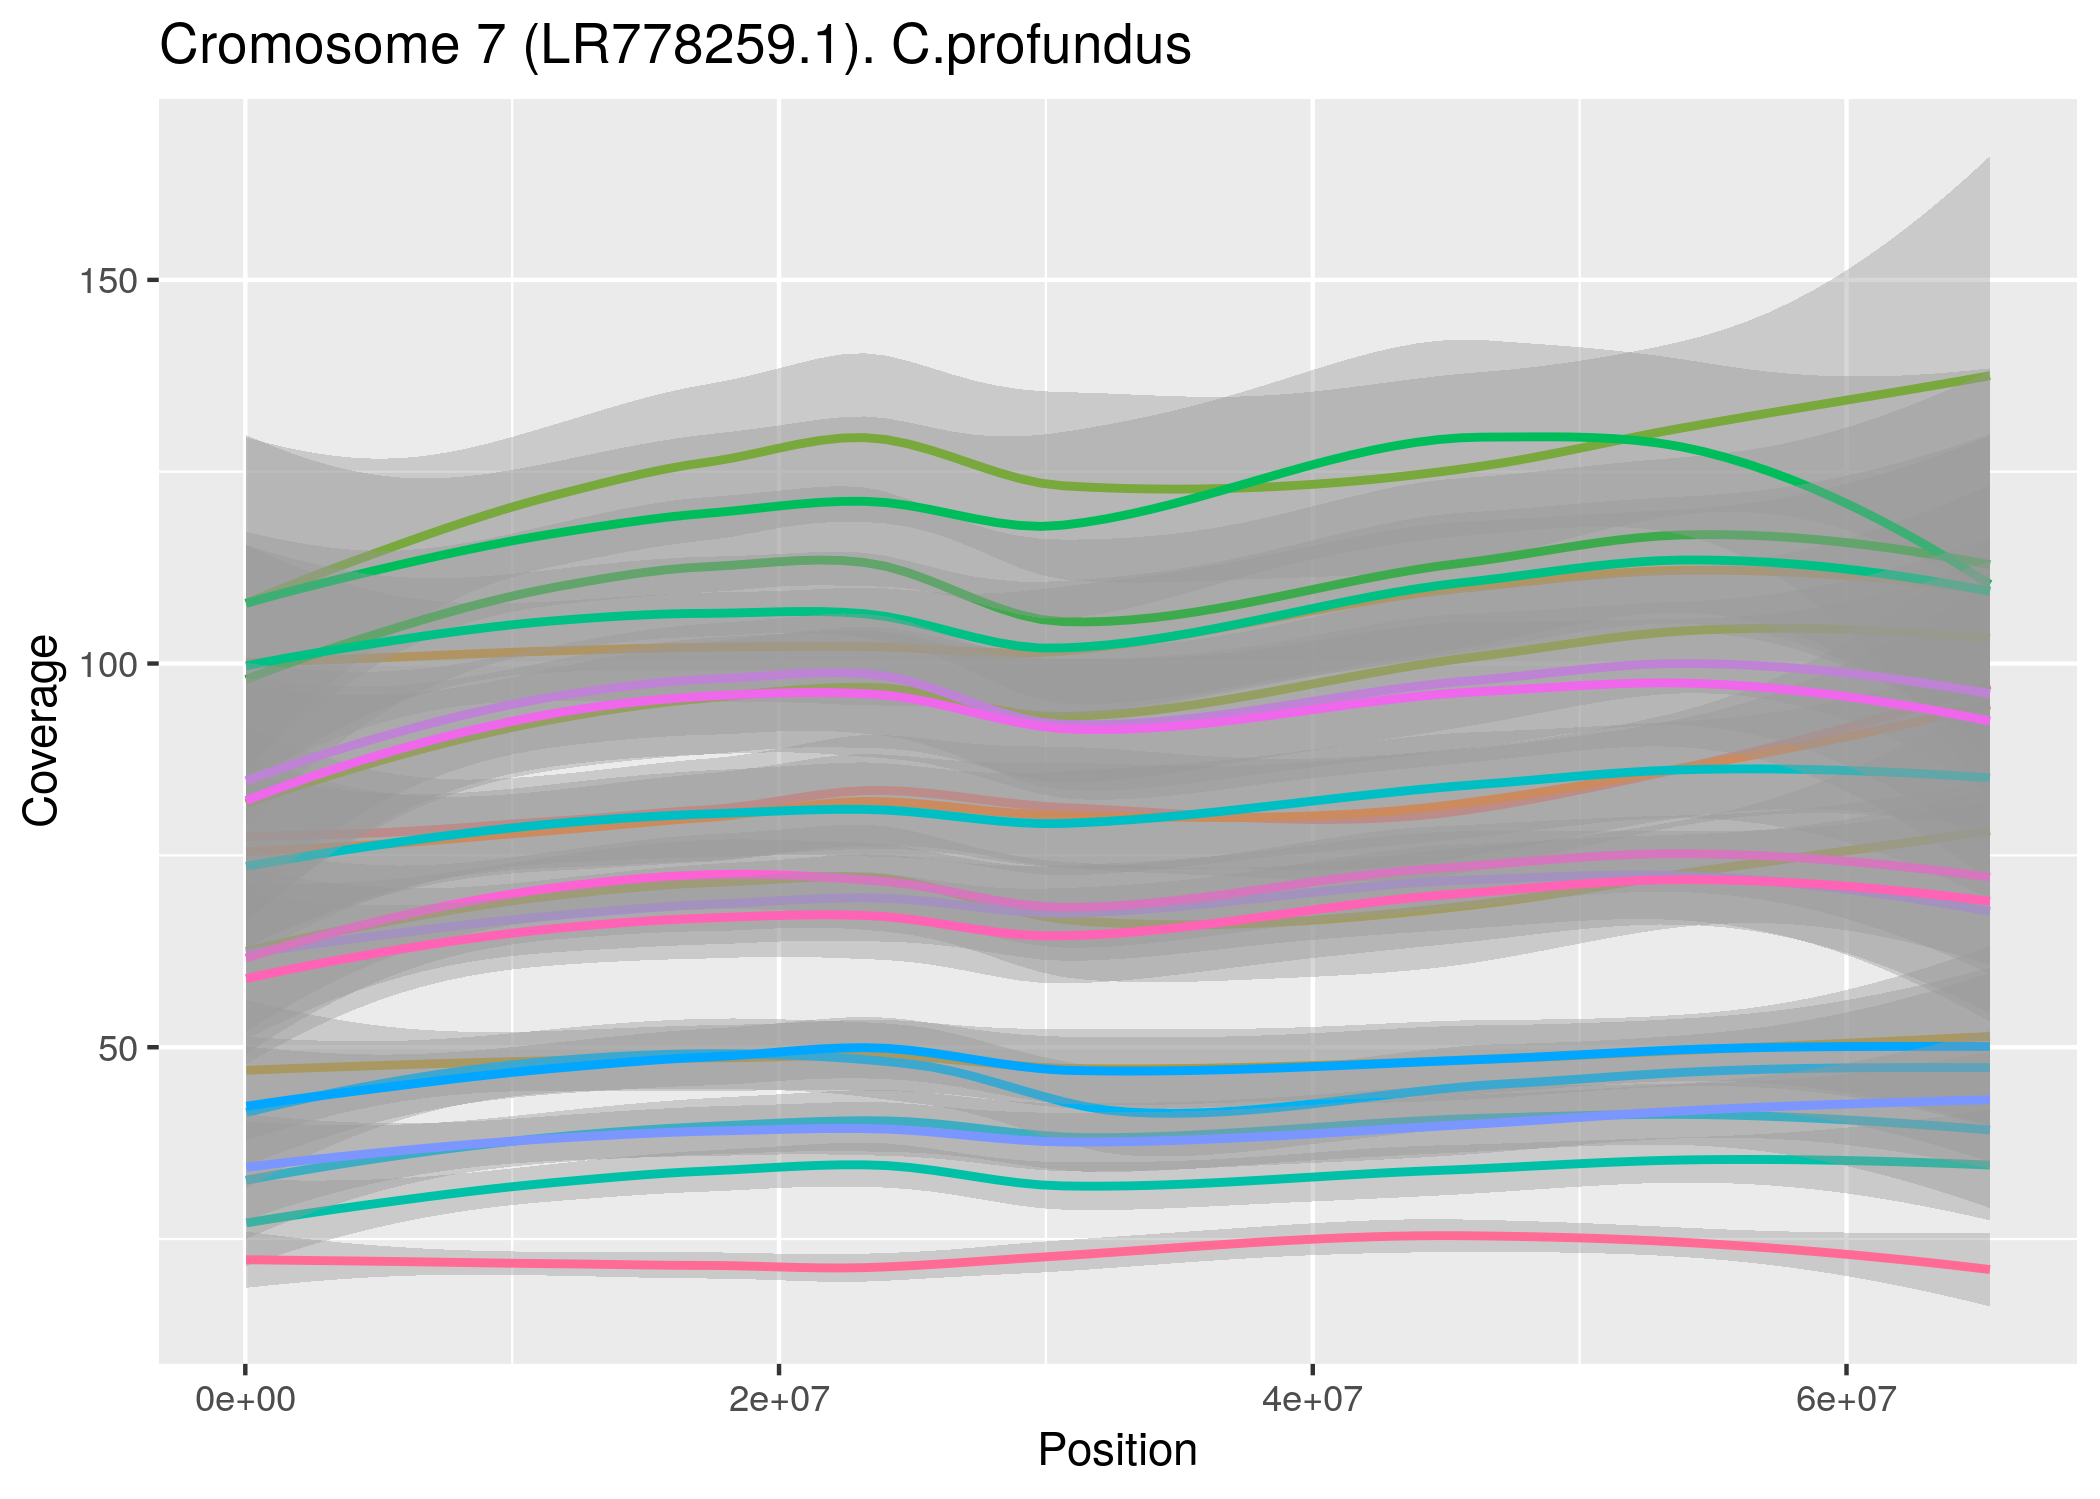 Cromosome 7 (LR778259.1). C.profundus
150
100
50
Coverage
0e+00 2e+07 4e+07 6e+07
Position